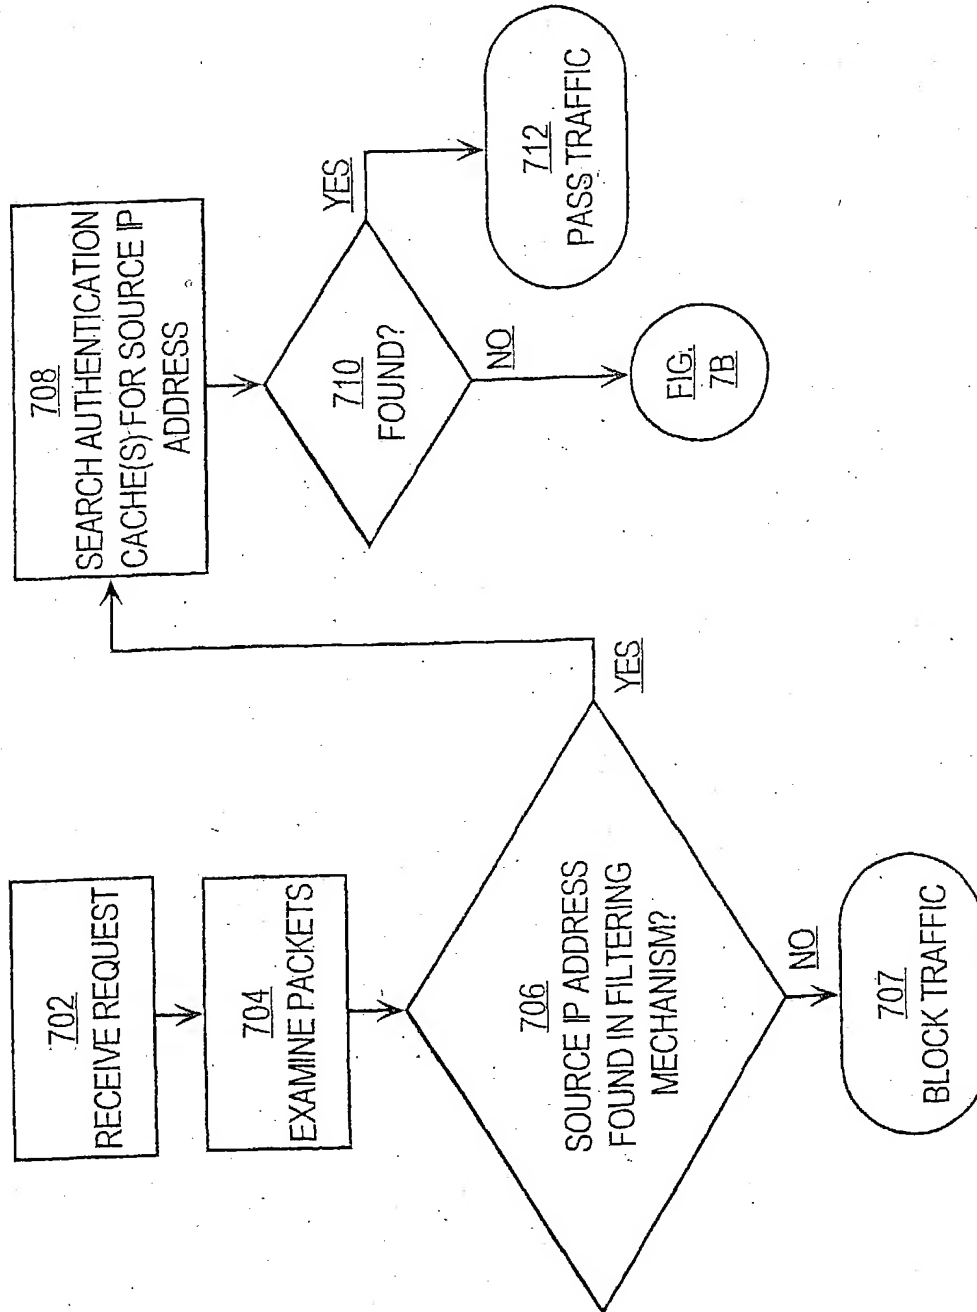 702
RECEIVE REQUEST
704
EXAMINE PACKETS
706
SOURCE IP ADDRESS
FOUND IN FILTERING
MECHANISM?
NO
707
BLOCK TRAFFIC
YES
708
SEARCH AUTHENTICATION
CACHE(S) FOR SOURCE IP
ADDRESS
710
FOUND?
YES
712
PASS TRAFFIC
NO
FIG.
7B